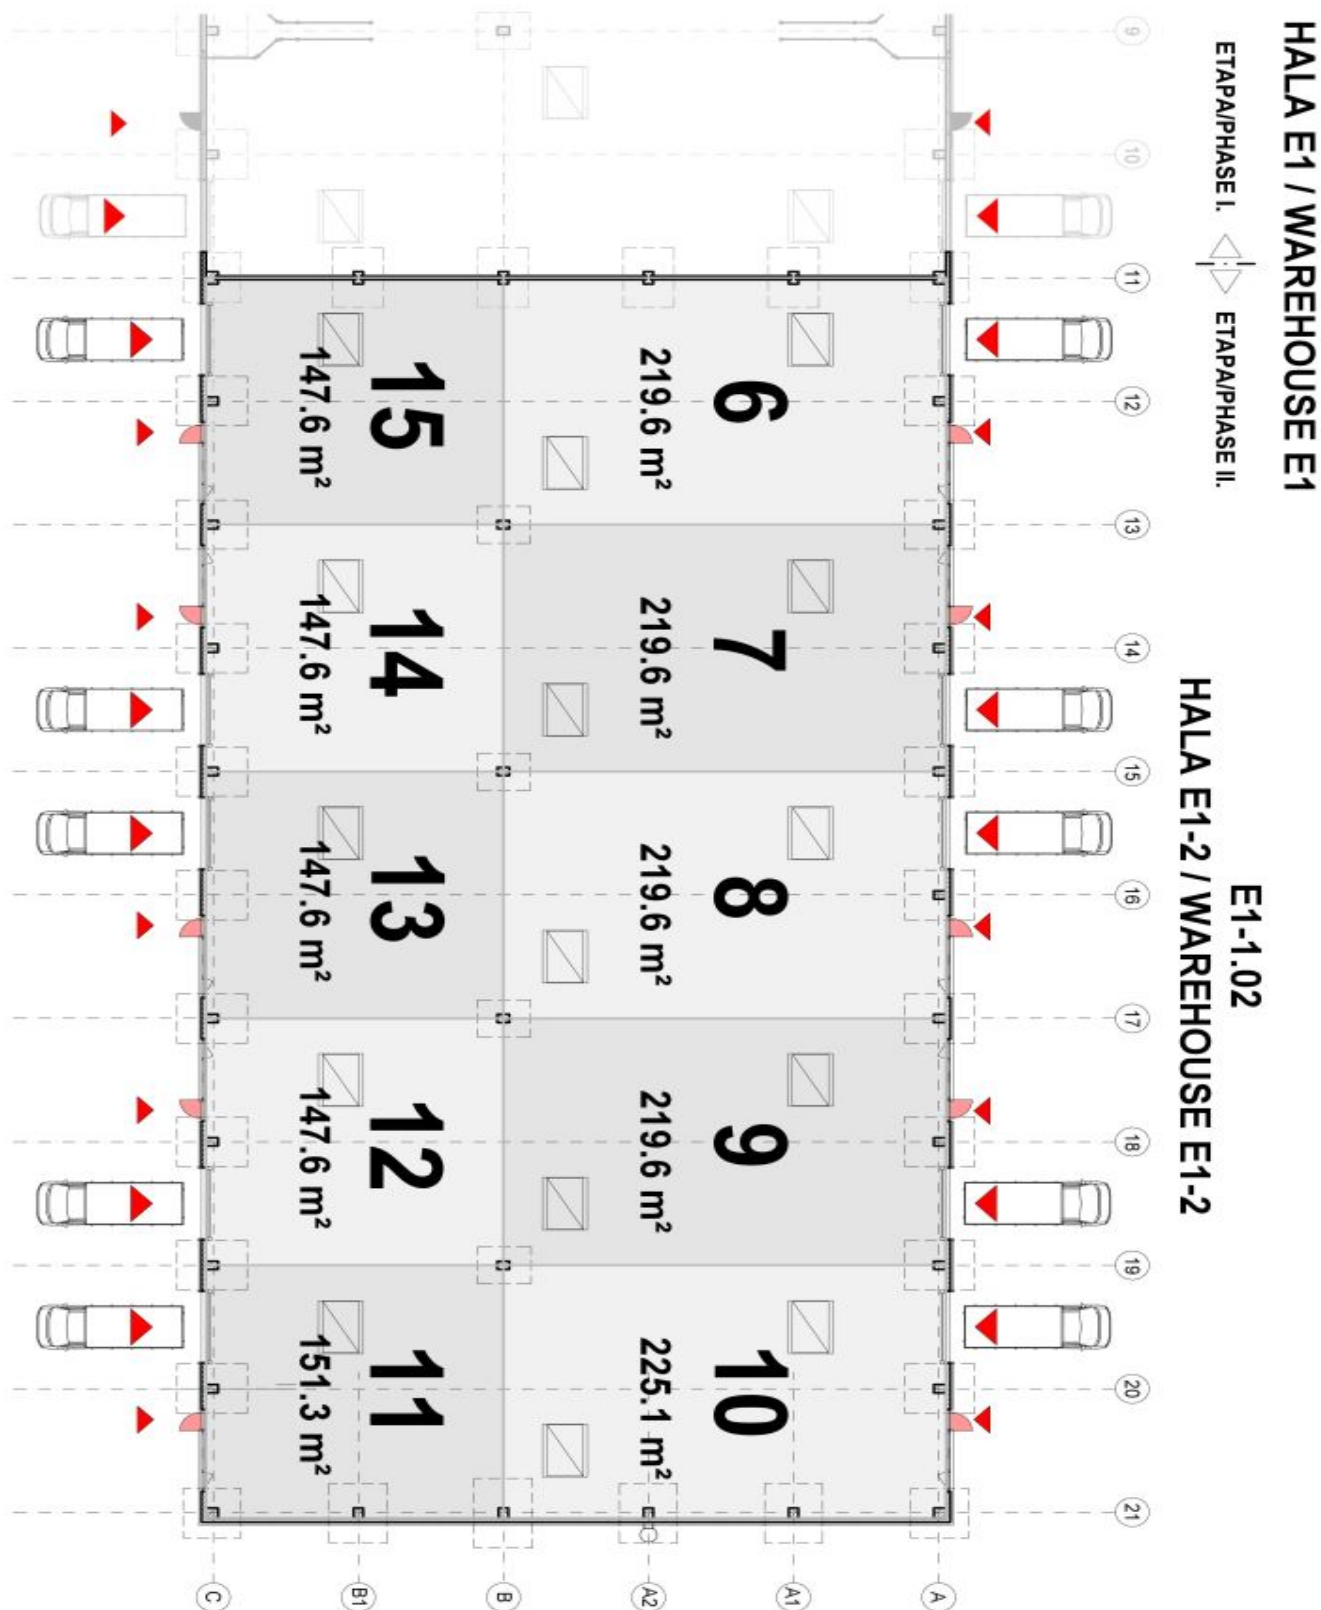 HALA E1 / WAREHOUSE E1
ETAPA/PHASE I.
ETAPA/PHASE II.
E1-1.02
HALA E1-2 / WAREHOUSE E1-2
9
10
11
12
13
14
15
16
17
18
19
20
21
A
A1
A2
B
B1
C
6
219.6 m²
7
219.6 m²
8
219.6 m²
9
219.6 m²
10
225.1 m²
15
147.6 m²
14
147.6 m²
13
147.6 m²
12
147.6 m²
11
151.3 m²